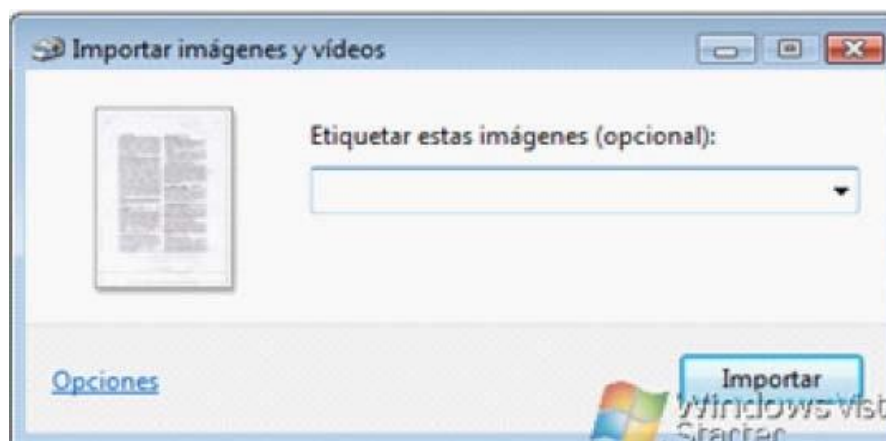 Importar imágenes y vídeos
Etiquetar estas imágenes (opcional):
Opciones
Importar
Windows Vist
Starter